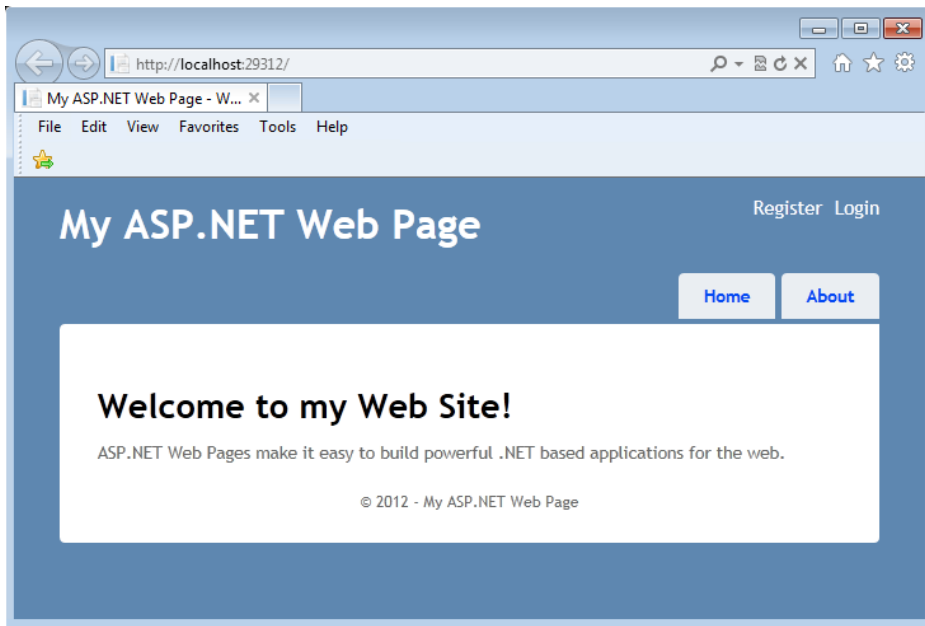 http://localhost:29312/
My ASP.NET Web Page - W...
File Edit View Favorites Tools Help
My ASP.NET Web Page
Register Login
Home About
Welcome to my Web Site!
ASP.NET Web Pages make it easy to build powerful .NET based applications for the web.
© 2012 - My ASP.NET Web Page